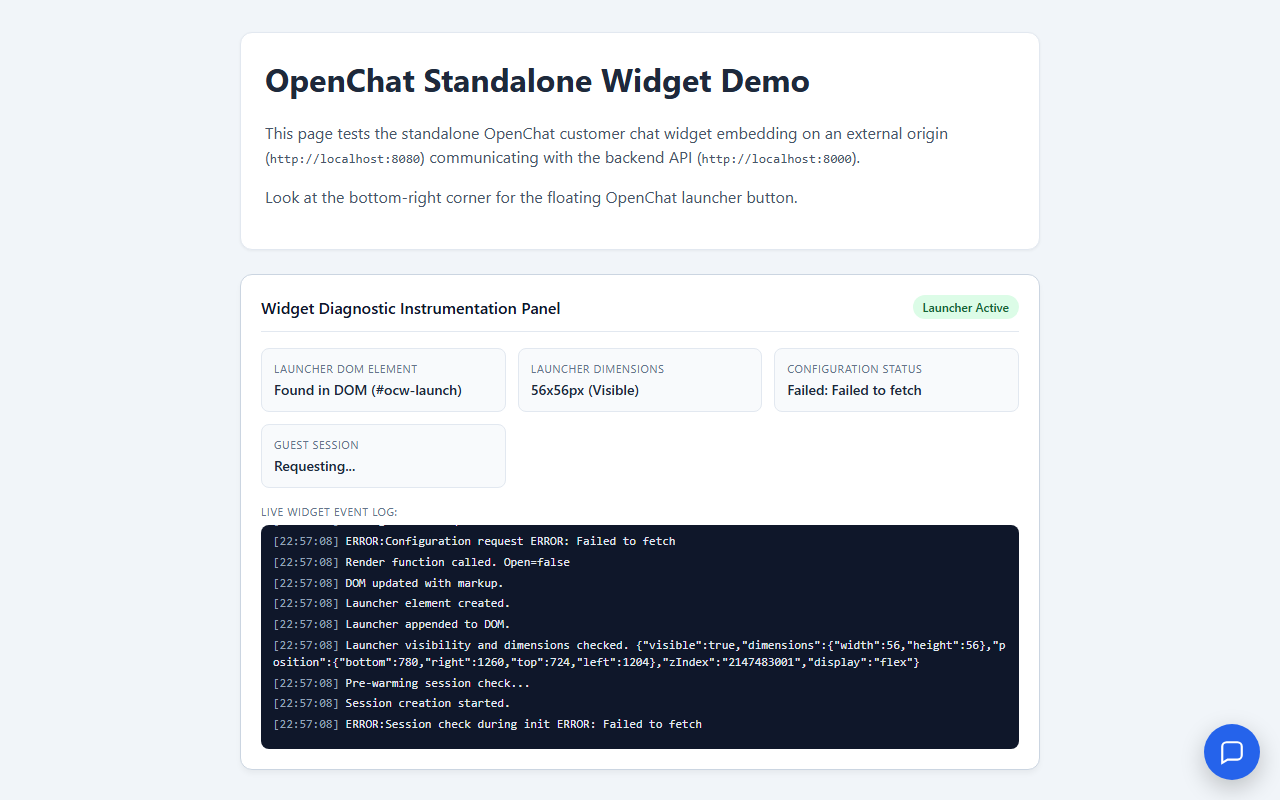 OpenChat Standalone Widget Demo
This page tests the standalone OpenChat customer chat widget embedding on an external origin
(http://localhost:8080) communicating with the backend API (http://localhost:8000).
Look at the bottom-right corner for the floating OpenChat launcher button.
Widget Diagnostic Instrumentation Panel
Launcher Active
LAUNCHER DOM ELEMENT
Found in DOM (#ocw-launch)
LAUNCHER DIMENSIONS
56x56px (Visible)
CONFIGURATION STATUS
Failed: Failed to fetch
GUEST SESSION
Requesting...
LIVE WIDGET EVENT LOG:
[22:57:08] ERROR:Configuration request ERROR: Failed to fetch
[22:57:08] Render function called. Open=false
[22:57:08] DOM updated with markup.
[22:57:08] Launcher element created.
[22:57:08] Launcher appended to DOM.
[22:57:08] Launcher visibility and dimensions checked. {"visible":true,"dimensions":{"width":56,"height":56},"p
osition":{"bottom":780,"right":1260,"top":724,"left":1204},"zIndex":"2147483001","display":"flex"}
[22:57:08] Pre-warming session check...
[22:57:08] Session creation started.
[22:57:08] ERROR:Session check during init ERROR: Failed to fetch